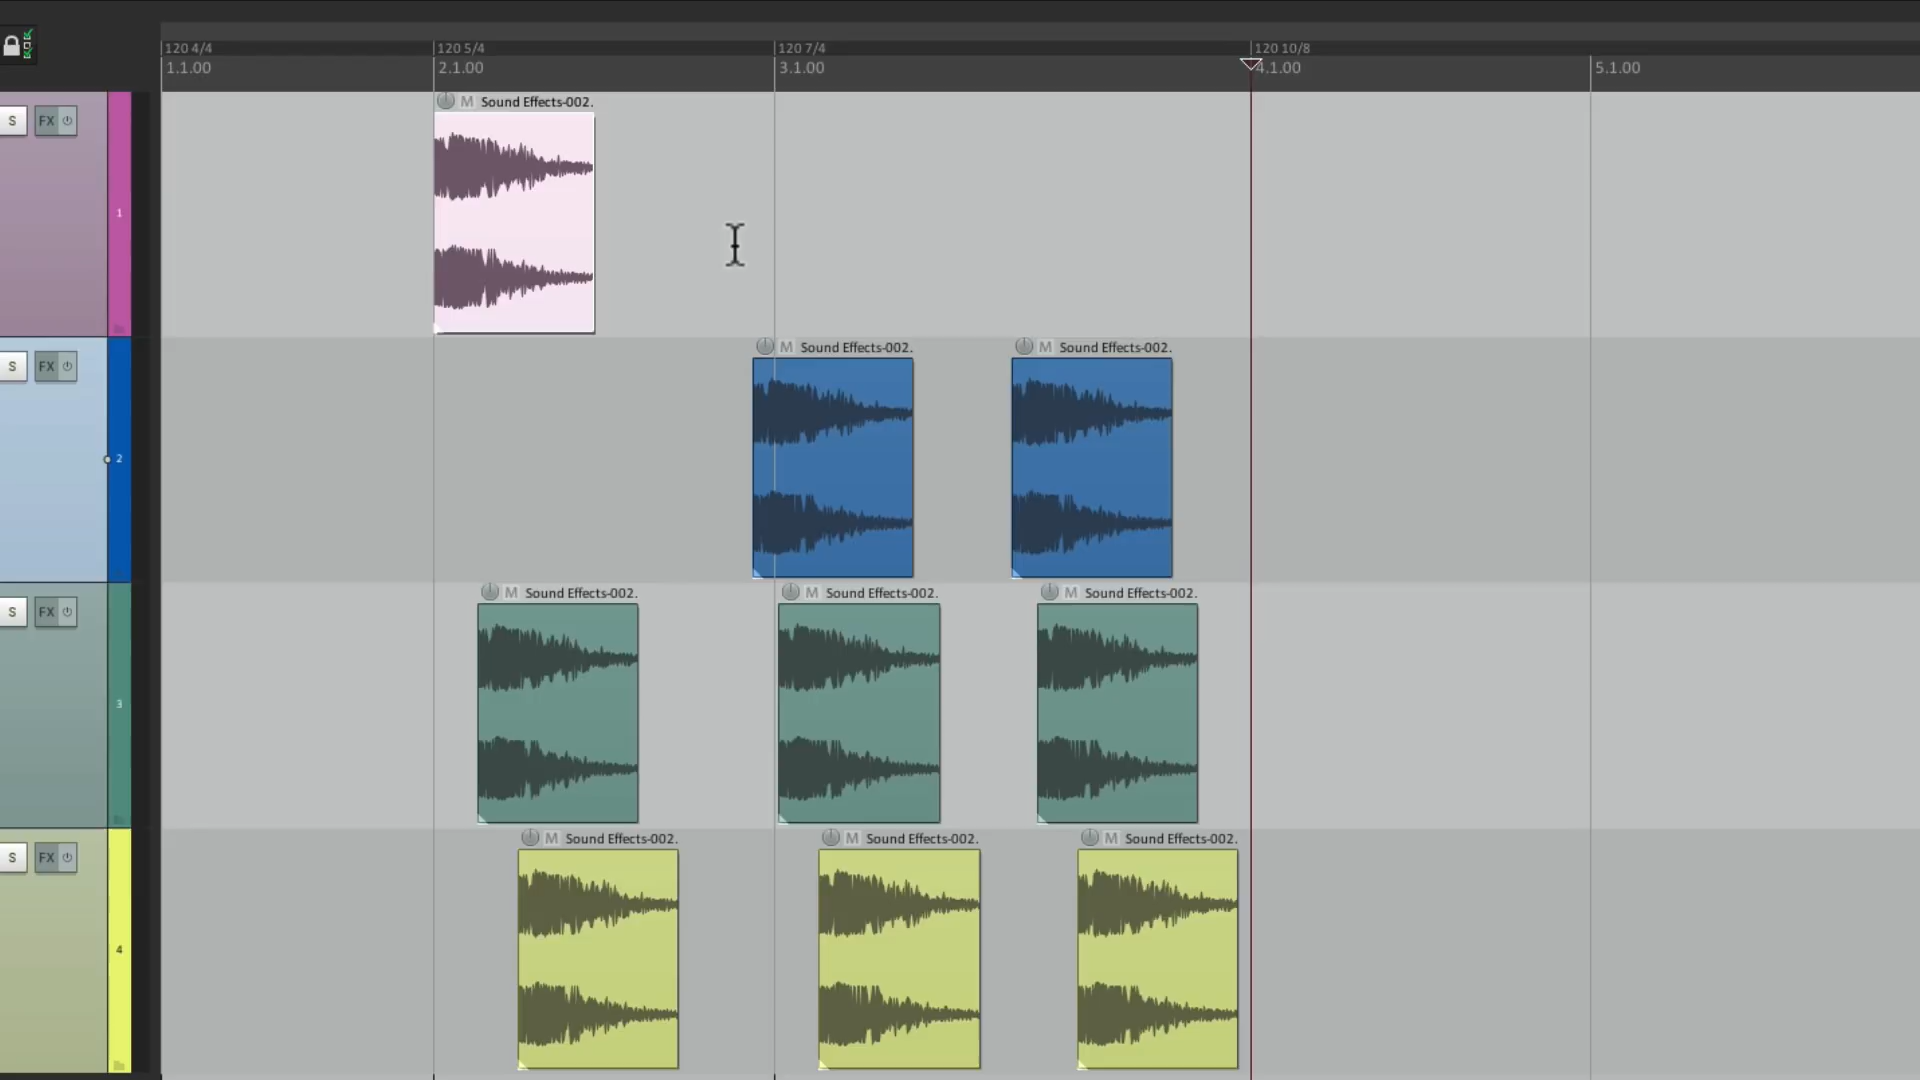 120 4/4 120 5/4 120 7/4 120 10/8
1.1.00 2.1.00 3.1.00 4.1.00 5.1.00
M Sound Effects-002.
S FX
1
M Sound Effects-002. M Sound Effects-002.
S FX
2
M Sound Effects-002. M Sound Effects-002. M Sound Effects-002.
S FX
3
M Sound Effects-002. M Sound Effects-002. M Sound Effects-002.
S FX
4